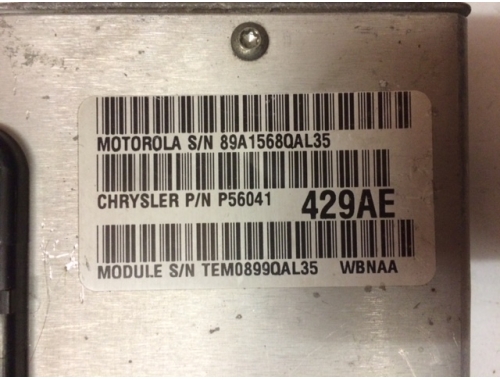 MOTOROLA S/N 89A1568QAL35
CHRYSLER P/N P56041 429AE
MODULE S/N TEM0899QAL35 WBNAA